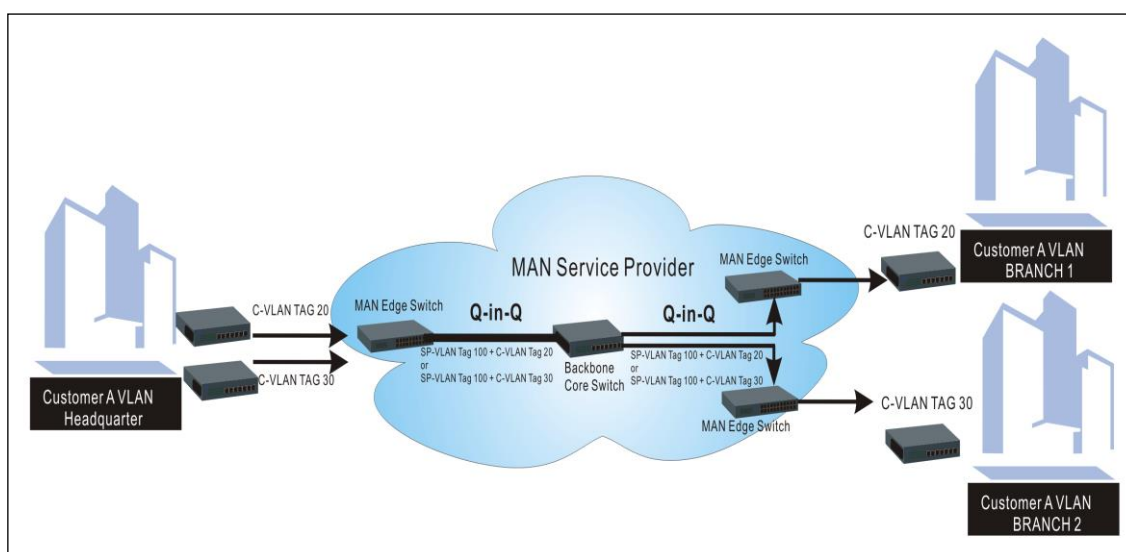 C-VLAN TAG 20
C-VLAN TAG 30
Customer A VLAN
Headquarter
MAN Service Provider
MAN Edge Switch
Q-in-Q
SP-VLAN Tag 100 + C-VLAN Tag 20
or
SP-VLAN Tag 100 + C-VLAN Tag 30
Backbone
Core Switch
Q-in-Q
SP-VLAN Tag 100 + C-VLAN Tag 20
or
SP-VLAN Tag 100 + C-VLAN Tag 30
MAN Edge Switch
MAN Edge Switch
C-VLAN TAG 20
Customer A VLAN
BRANCH 1
C-VLAN TAG 30
Customer A VLAN
BRANCH 2